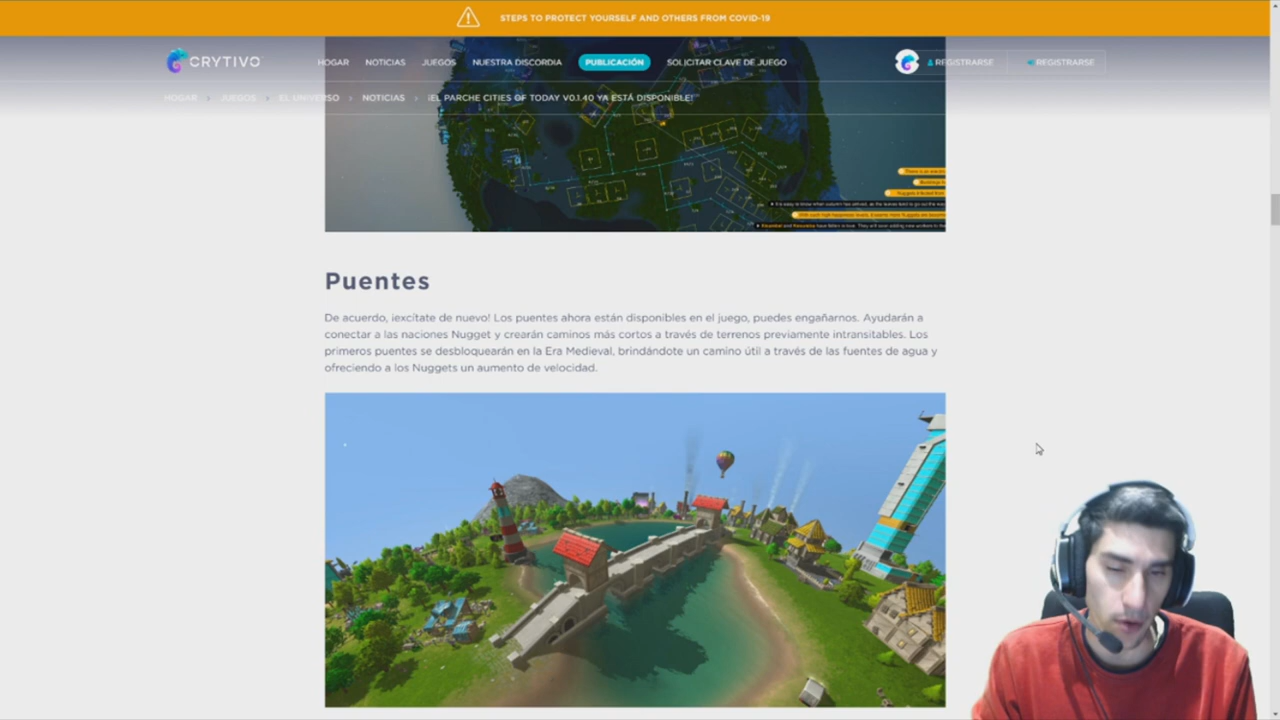 STEPS TO PROTECT YOURSELF AND OTHERS FROM COVID-19
CRYTIVO
HOGAR NOTICIAS JUEGOS NUESTRA DISCORDIA PUBLICACIÓN SOLICITAR CLAVE DE JUEGO REGISTRARSE REGISTRARSE
HOGAR > JUEGOS > EL UNIVERSO > NOTICIAS > ¡EL PARCHE CITIES OF TODAY V0.1.40 YA ESTÁ DISPONIBLE!
Puentes
De acuerdo, ¡excítate de nuevo! Los puentes ahora están disponibles en el juego, puedes engañarnos. Ayudarán a
conectar a las naciones Nugget y crearán caminos más cortos a través de terrenos previamente intransitables. Los
primeros puentes se desbloquearán en la Era Medieval, brindándote un camino útil a través de las fuentes de agua y
ofreciendo a los Nuggets un aumento de velocidad.